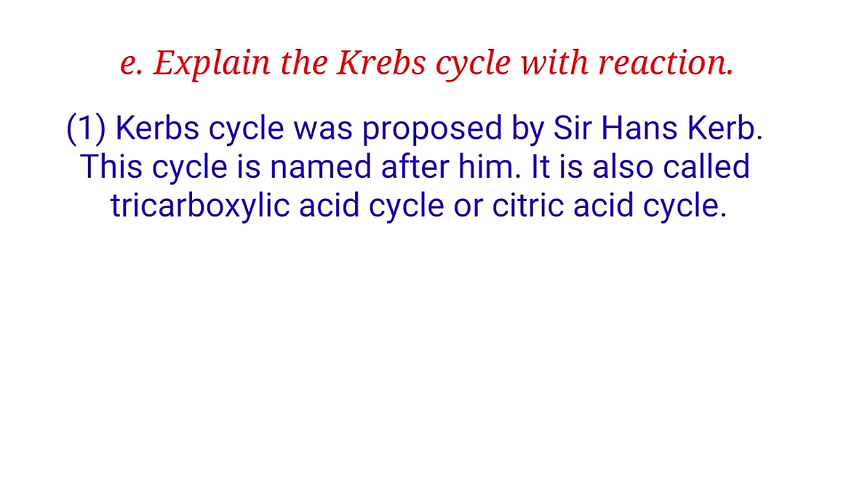 e. Explain the Krebs cycle with reaction.
(1) Kerbs cycle was proposed by Sir Hans Kerb.
This cycle is named after him. It is also called
tricarboxylic acid cycle or citric acid cycle.